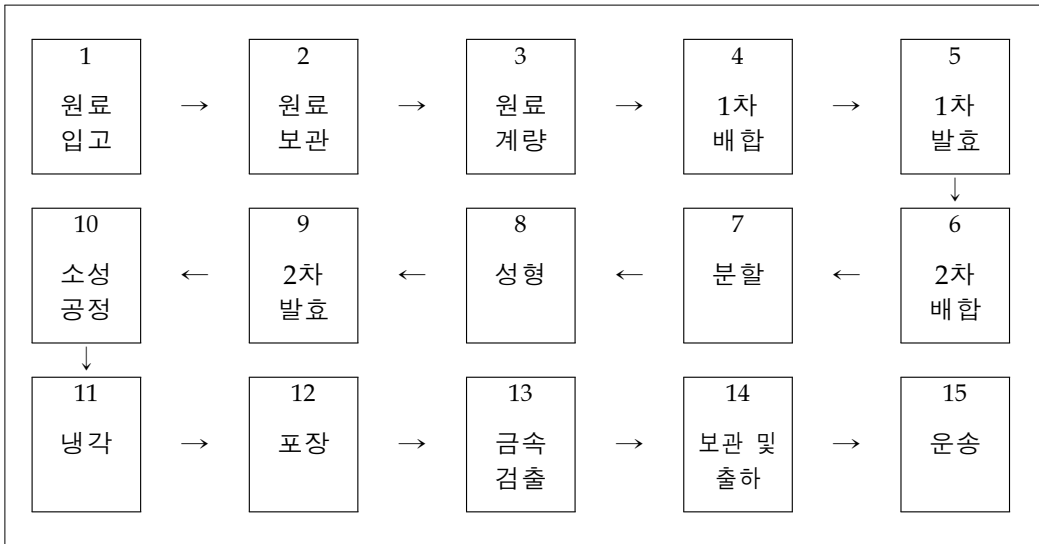 1
원료
입고
→
2
원료
보관
→
3
원료
계량
→
4
1차
배합
→
5
1차
발효
↓
6
2차
배합
←
7
분할
←
8
성형
←
9
2차
발효
←
10
소성
공정
↓
11
냉각
→
12
포장
→
13
금속
검출
→
14
보관 및
출하
→
15
운송